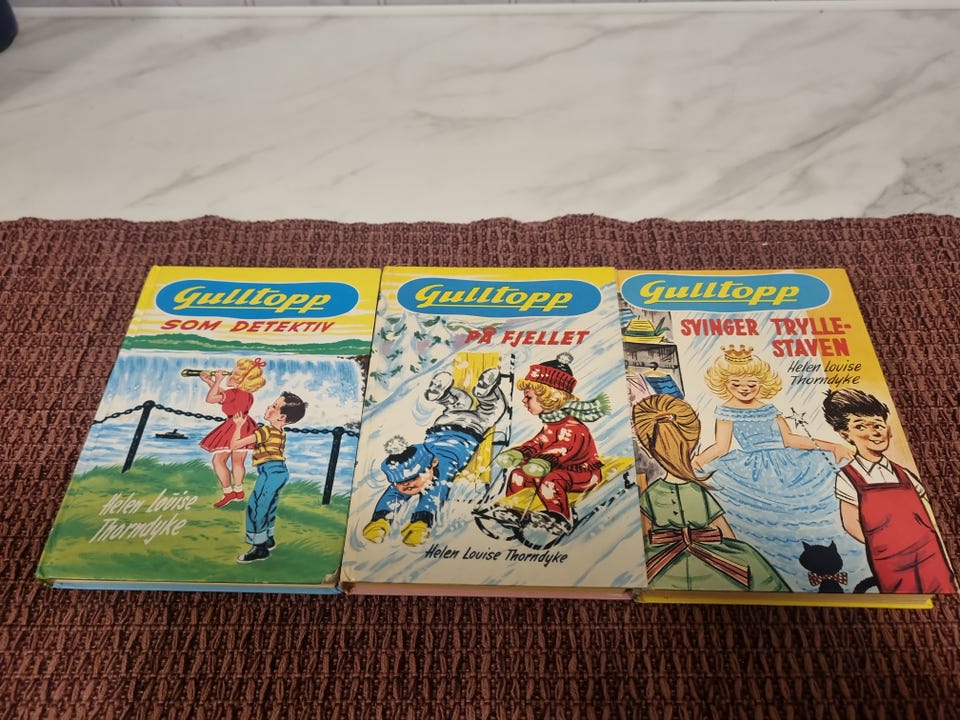 Gulltopp
SOM DETEKTIV
Helen Louise
Thorndyke
Gulltopp
PÅ FJELLET
Helen Louise Thorndyke
Gulltopp
SVINGER TRYLLE-
STAVEN
Helen Louise
Thorndyke